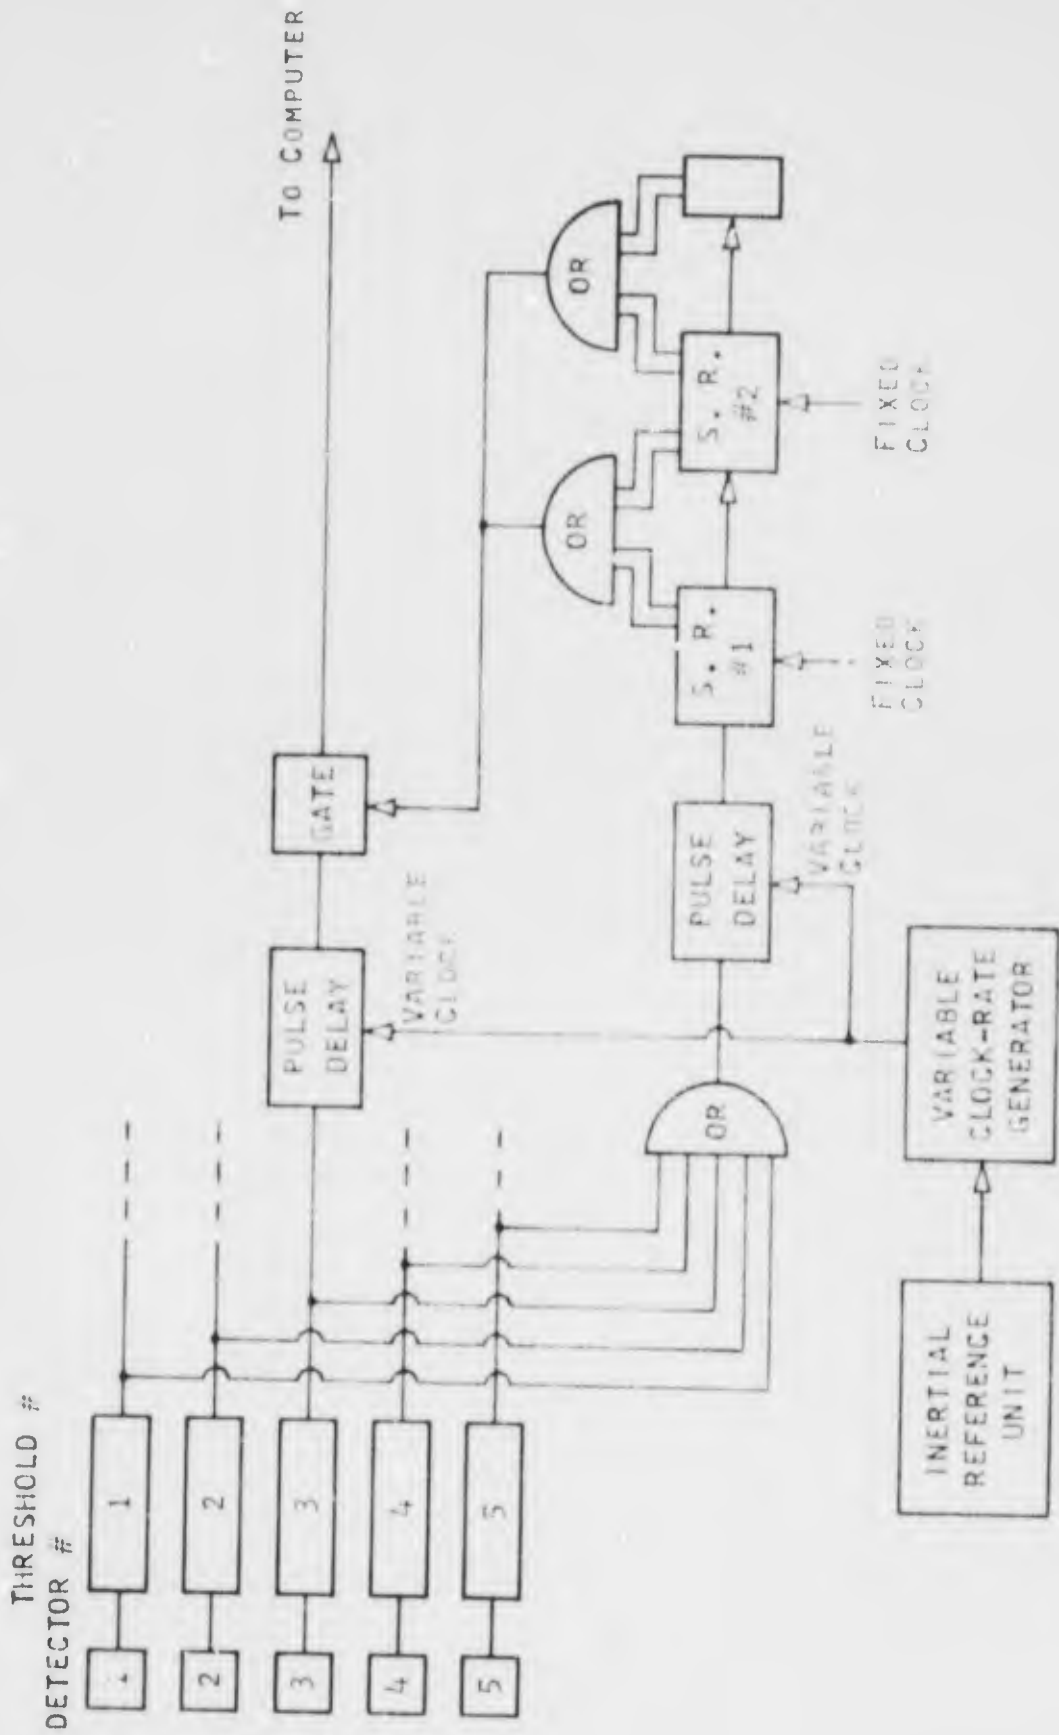 THRESHOLD #
DETECTOR #
1
2
2
3
3
4
4
5
5
PULSE
DELAY
VARIABLE
CLOCK
GATE
TO COMPUTER
OR
PULSE
DELAY
VARIABLE
CLOCK
S. R.
#1
FIXED
CLOCK
OR
S. R.
#2
FIXED
CLOCK
OR
INERTIAL
REFERENCE
UNIT
VARIABLE
CLOCK-RATE
GENERATOR